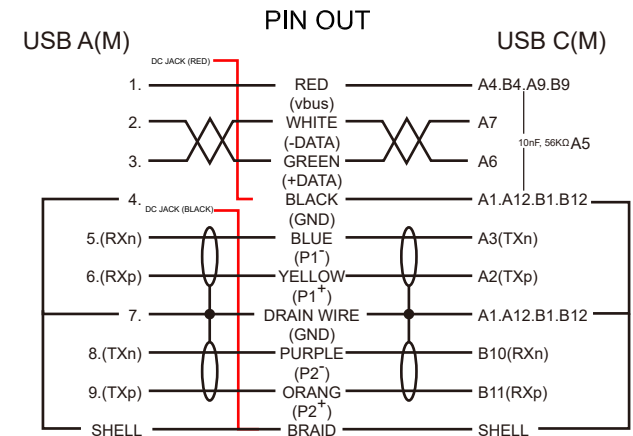 PIN OUT
USB A(M) USB C(M)
DC JACK (RED)
1. RED A4.B4.A9.B9
(vbus)
2. WHITE A7
(-DATA) 10nF, 56KΩ A5
3. GREEN A6
(+DATA)
4. BLACK A1.A12.B1.B12
DC JACK (BLACK)
(GND)
5.(RXn) BLUE A3(TXn)
(P1-)
6.(RXp) YELLOW A2(TXp)
(P1+)
7. DRAIN WIRE A1.A12.B1.B12
(GND)
8.(TXn) PURPLE B10(RXn)
(P2-)
9.(TXp) ORANG B11(RXp)
(P2+)
SHELL BRAID SHELL